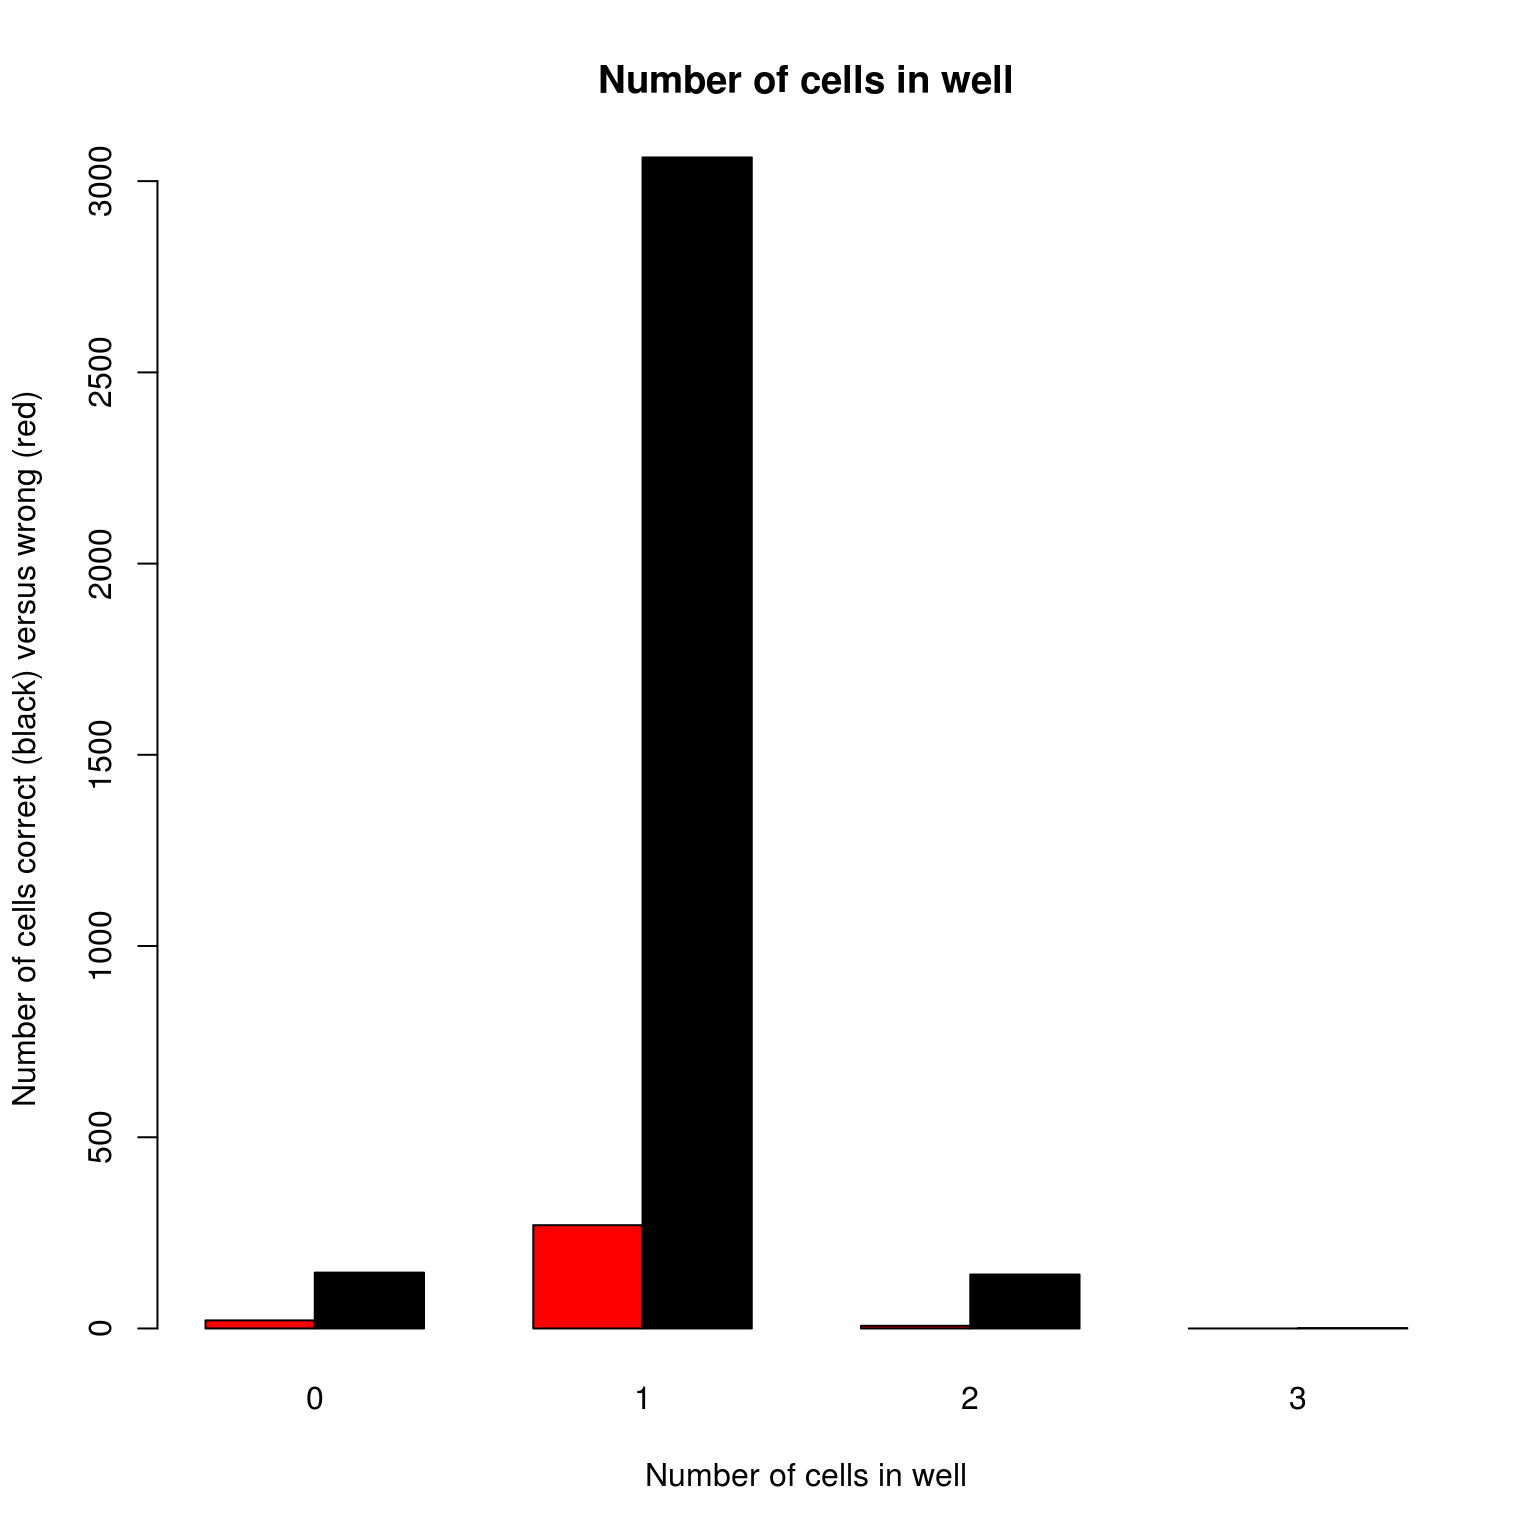 Number of cells in well
Number of cells correct (black) versus wrong (red)
3000
2500
2000
1500
1000
500
0
0 1 2 3
Number of cells in well